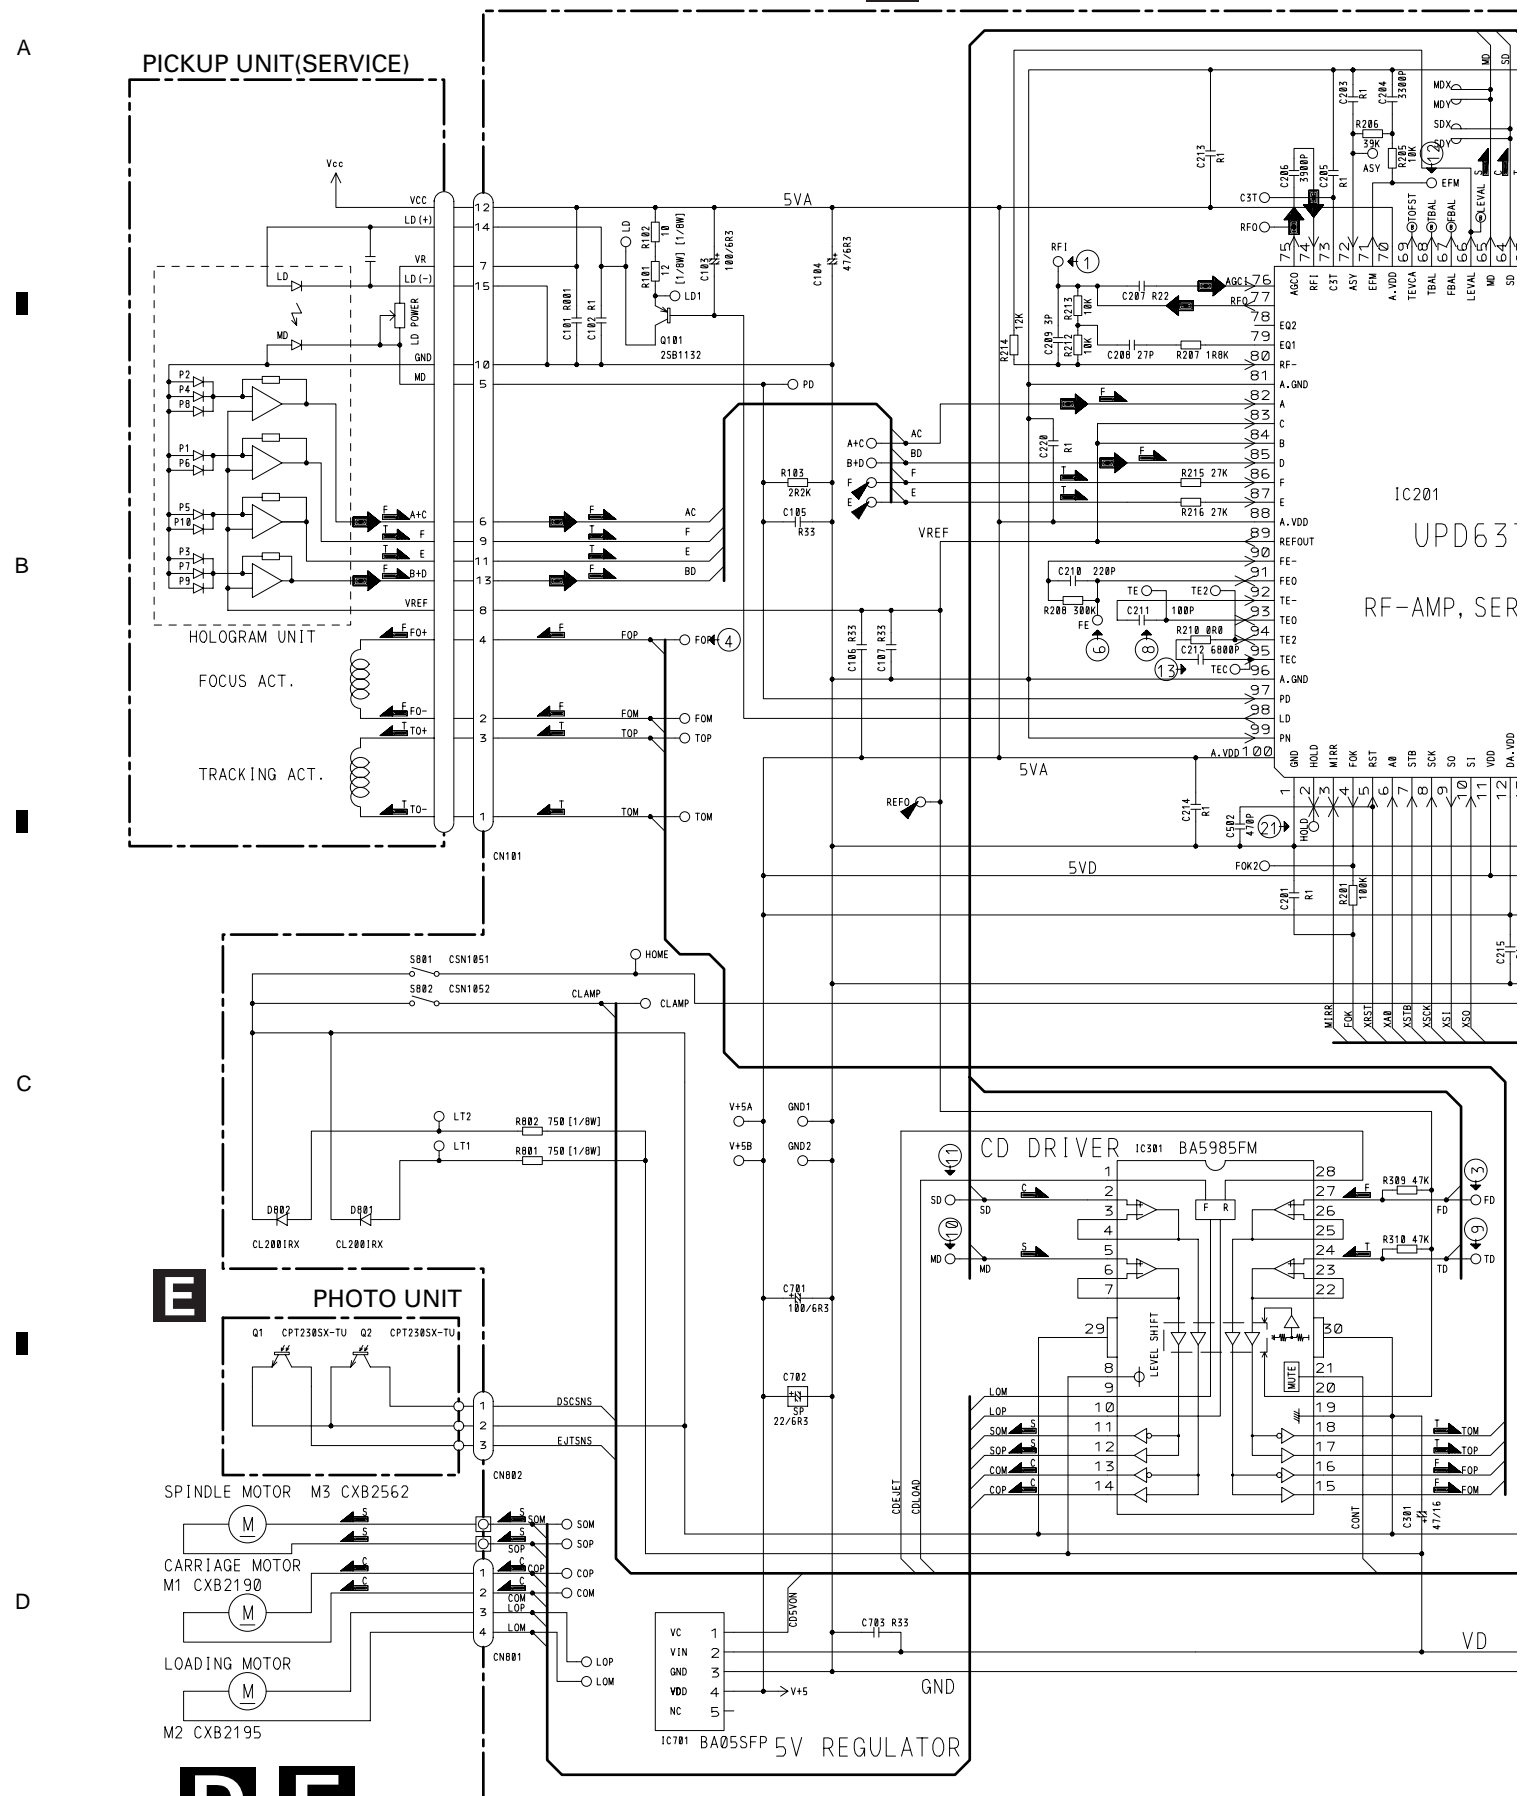 A
PICKUP UNIT(SERVICE)
Vcc
VCC
LD(+)
VR
LD(-)
LD
MD
LD POWER
GND
MD
P2
P4
P8
P1
P6
P5
P10
P3
P7
P9
A+C
F
E
B+D
VREF
12
14
7
15
10
5
6
9
11
13
8
4
2
3
1
HOLOGRAM UNIT
FOCUS ACT.
TRACKING ACT.
FO+
FO-
TO+
TO-
CN101
5VA
C101 R001
C102 R1
LD
R102 10 [1/8W]
R101 12 [1/8W]
LD1
Q101
2SB1132
C103 100/6R3
C104 47/6R3
PD
R103
2R2K
C105
R33
A+C
B+D
F
E
AC
BD
F
E
AC
F
E
BD
VREF
C106 R33
C107 R33
FOP
FOM
TOP
TOM
FOM
TOP
TOM
4
REFO
5VA
5VD
C213 R1
C206 3900P
C205 R1
C203 R1
C204 3300P
R206
39K
R205 10K
ASY
12
EFM
MDX
MDY
SDX
SDY
MD
SD
C3T
RFO
TOFST
TBAL
FBAL
LEVAL
RFI
1
R214 12K
C209 3P
R213 10K
R212 10K
C207 R22
C208 27P
R207 1R8K
AGCI
RFO
75 74 73 72 71 70 69 68 67 66 65 64
AGCO
RFI
C3T
ASY
EFM
A.VDD
TEVCA
TBAL
FBAL
LEVAL
MD
SD
76
77
78
79 EQ2
80 EQ1
81 RF-
82 A.GND
83 A
84 C
85 B
86 D
87 F
88 E
89 A.VDD
90 REFOUT
91 FE-
92 FEO
93 TE-
94 TEO
95 TE2
96 TEC
97 A.GND
98 PD
99 LD
A.VDD 100 PN
C220 R1
R215 27K
R216 27K
C210 220P
R208 300K
FE
6
TE
TE2
C211 100P
8
R210 0R0
C212 6800P
13
TEC
IC201
UPD63
RF-AMP, SER
GND
HOLD
MIRR
FOK
RST
A0
STB
SCK
SO
SI
VDD
DA.VDD
1 2 3 4 5 6 7 8 9 10 11 12
C214 R1
C502 470P
21
HOLD
FOK2
C201 R1
R201 100K
C215
MIRR
FOK
XRST
XA0
XSTB
XSCK
XSI
XSO
B
S801 CSN1051
S802 CSN1052
HOME
CLAMP
CLAMP
C
LT2
LT1
R802 750 [1/8W]
R801 750 [1/8W]
D802
D801
CL200IRX
CL200IRX
V+5A
GND1
V+5B
GND2
CD DRIVER IC301 BA5985FM
11
SD
SD
10
MD
MD
1
2
3
4
5
6
7
29
8
9
10
11
12
13
14
28
27
26
25
24
23
22
30
21
20
19
18
17
16
15
F R
LEVEL SHIFT
MUTE
R309 47K
R310 47K
3
FD
FD
9
TD
TD
LOM
LOP
SOM
SOP
COM
COP
TOM
TOP
FOP
FOM
CDEJET
CDLOAD
CONT
C301 47/16
C701
100/6R3
C702
SP
22/6R3
E
PHOTO UNIT
Q1 CPT230SX-TU Q2 CPT230SX-TU
1
2
3
DSCSNS
EJTSNS
CN802
SPINDLE MOTOR M3 CXB2562
M
SOM
SOP
SOM
SOP
CARRIAGE MOTOR
M1 CXB2190
M
1
2
3
4
COP
COM
LOP
LOM
COP
COM
LOP
LOM
CN801
LOADING MOTOR
M
M2 CXB2195
D
CD5VON
C703 R33
VC 1
VIN 2
GND 3
VDD 4
NC 5
V+5
IC701 BA05SFP 5V REGULATOR
GND
VD